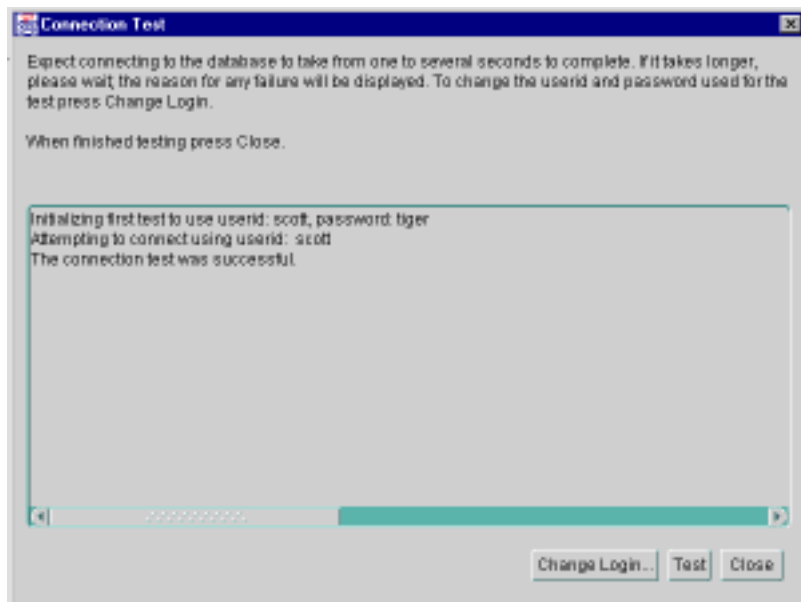 Connection Test
Expect connecting to the database to take from one to several seconds to complete. If it takes longer,
please wait, the reason for any failure will be displayed. To change the userid and password used for the
test press Change Login.
When finished testing press Close.
Initializing first test to use userid: scott, password: tiger
Attempting to connect using userid: scott
The connection test was successful.
Change Login... Test Close